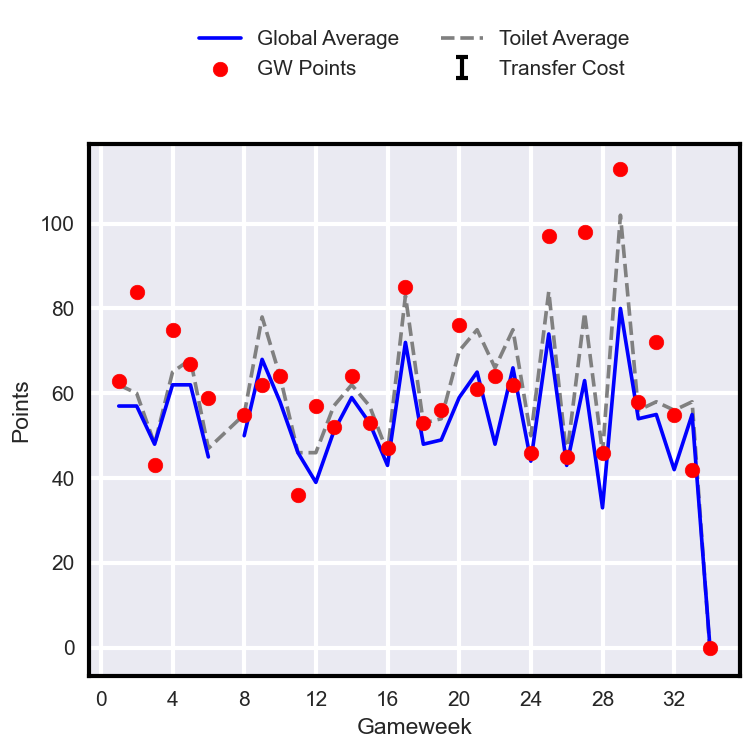 Global Average
Toilet Average
GW Points
Transfer Cost
100
80
60
40
20
0
Points
0 4 8 12 16 20 24 28 32
Gameweek